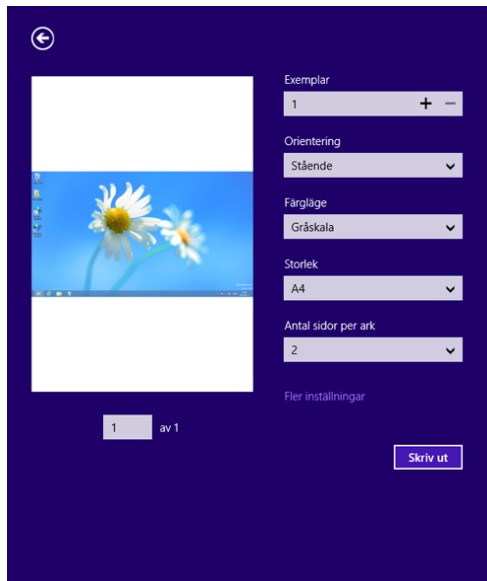 Exemplar
1
Orientering
Stående
Färgläge
Gråskala
Storlek
A4
Antal sidor per ark
2
Fler inställningar
1 av 1
Skriv ut